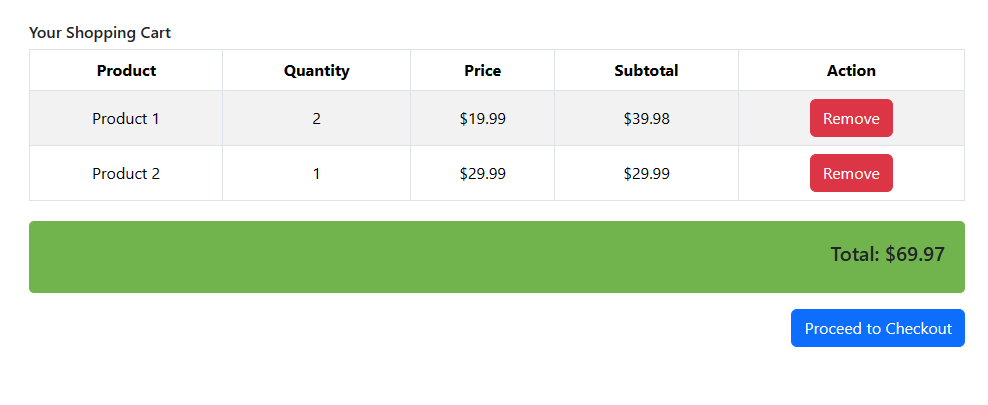 Your Shopping Cart
Product Quantity Price Subtotal Action
Product 1 2 $19.99 $39.98 Remove
Product 2 1 $29.99 $29.99 Remove
Total: $69.97
Proceed to Checkout